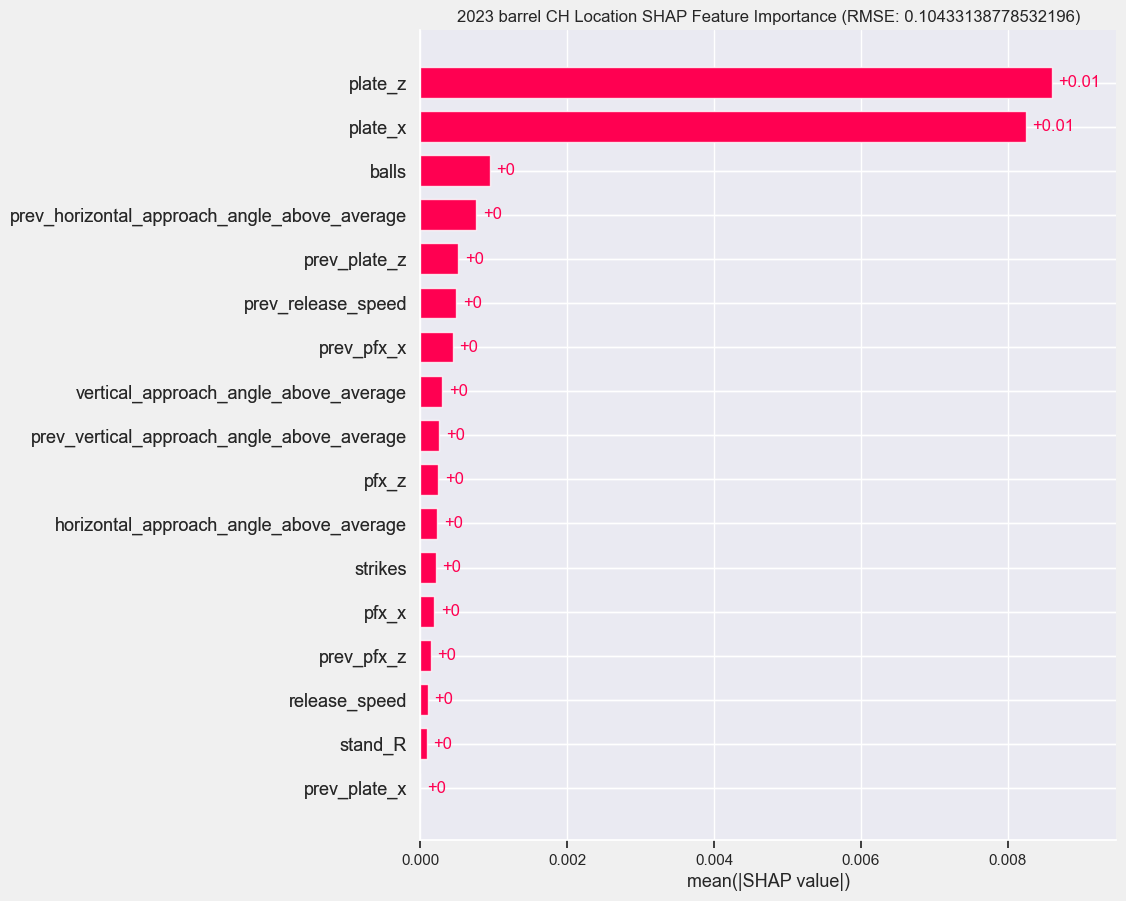 2023 barrel CH Location SHAP Feature Importance (RMSE: 0.10433138778532196)
plate_z +0.01
plate_x +0.01
balls +0
prev_horizontal_approach_angle_above_average +0
prev_plate_z +0
prev_release_speed +0
prev_pfx_x +0
vertical_approach_angle_above_average +0
prev_vertical_approach_angle_above_average +0
pfx_z +0
horizontal_approach_angle_above_average +0
strikes +0
pfx_x +0
prev_pfx_z +0
release_speed +0
stand_R +0
prev_plate_x +0
0.000 0.002 0.004 0.006 0.008
mean(|SHAP value|)